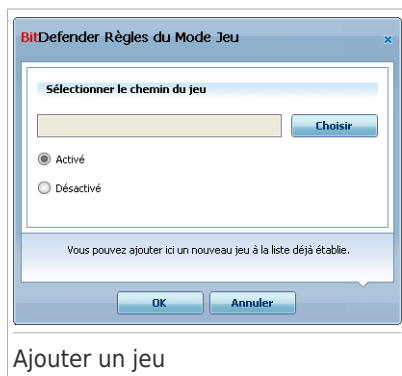 BitDefender Règles du Mode Jeu
Sélectionner le chemin du jeu
Choisir
Activé
Désactivé
Vous pouvez ajouter ici un nouveau jeu à la liste déjà établie.
OK Annuler
Ajouter un jeu